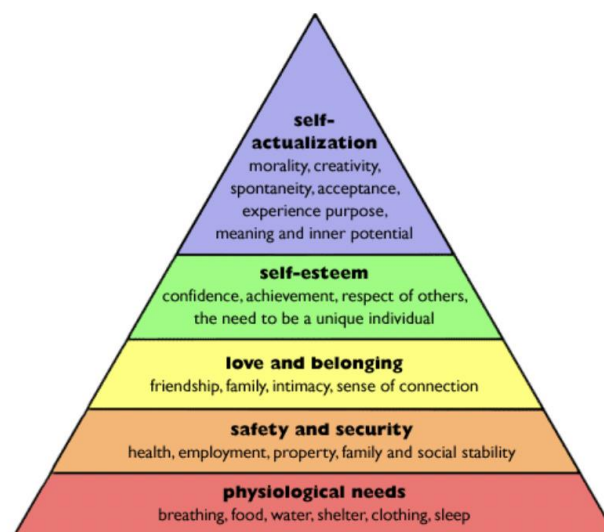 self-
actualization
morality, creativity,
spontaneity, acceptance,
experience purpose,
meaning and inner potential
self-esteem
confidence, achievement, respect of others,
the need to be a unique individual
love and belonging
friendship, family, intimacy, sense of connection
safety and security
health, employment, property, family and social stability
physiological needs
breathing, food, water, shelter, clothing, sleep